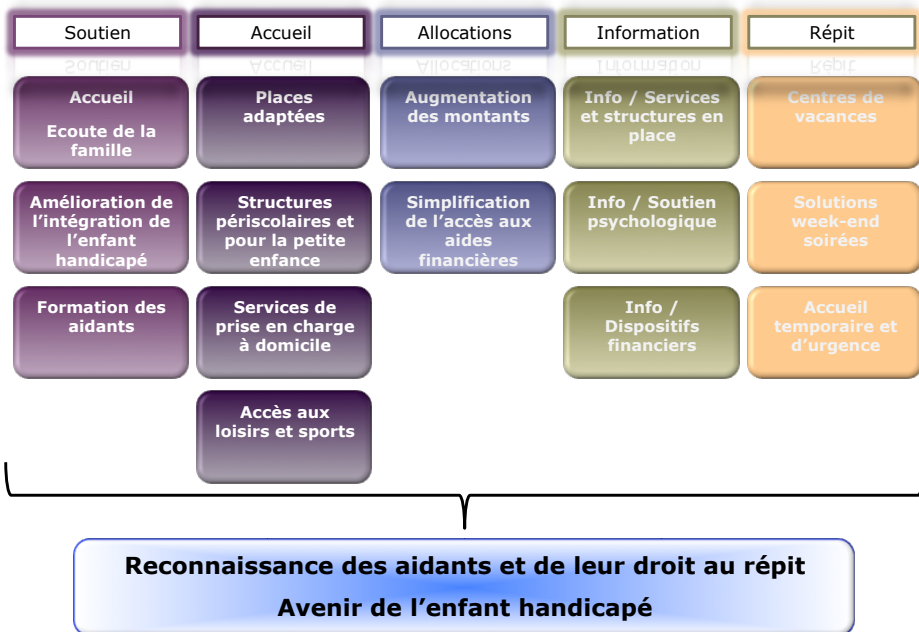 Soutien
Accueil
Allocations
Information
Répit
Accueil
Ecoute de la
famille
Amélioration de
l’intégration de
l’enfant
handicapé
Formation des
aidants
Places
adaptées
Structures
périscolaires et
pour la petite
enfance
Services de
prise en charge
à domicile
Accès aux
loisirs et sports
Augmentation
des montants
Simplification
de l’accès aux
aides
financières
Info / Services
et structures en
place
Info / Soutien
psychologique
Info /
Dispositifs
financiers
Centres de
vacances
Solutions
week-end
soirées
Accueil
temporaire et
d’urgence
Reconnaissance des aidants et de leur droit au répit
Avenir de l’enfant handicapé